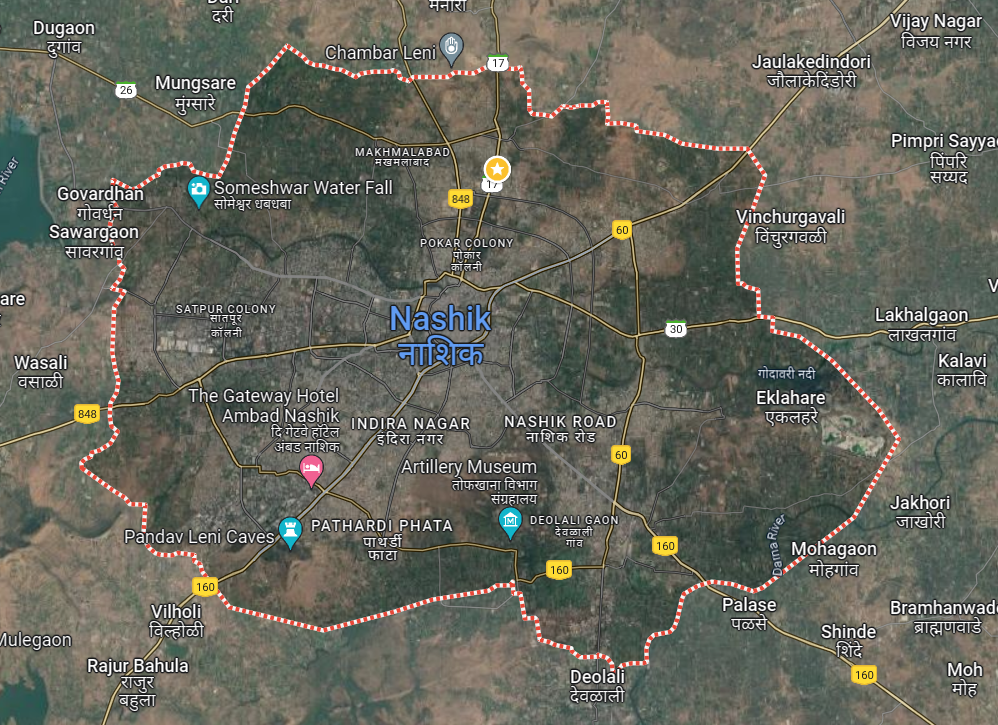 दरी
मनोरी
Dugaon
दुगांव
Vijay Nagar
विजय नगर
Chambar Leni
17
Jaulakedindori
जौलाकेदिंडोरी
Mungsare
मुंग्सारे
26
Pimpri Sayyad
पिंपरि
सय्यद
MAKHMALABAD
मखमलाबाद
17
848
Someshwar Water Fall
सोमेश्वर धबधबा
River
Govardhan
गोवर्धन
Sawargaon
सावरगांव
Vinchurgavali
विंचुरगवळी
60
POKAR COLONY
पोकार
कॉलनी
SATPUR COLONY
सातपूर
कॉलनी
Nashik
नाशिक
30
are
Lakhalgaon
लाखलगांव
Wasali
वसाळी
गोदावरी नदी
Kalavi
कालावि
Eklahare
एकलहरे
848
The Gateway Hotel
Ambad Nashik
दि गेटवे हॉटेल
अंबड नाशिक
INDIRA NAGAR
इंदिरा नगर
NASHIK ROAD
नाशिक रोड
60
Artillery Museum
तोफखाना विभाग
संग्रहालय
Jakhori
जाखोरी
PATHARDI PHATA
पाथर्डी
फाटा
DEOLALI GAON
देवळाली
गांव
Pandav Leni Caves
160
Darna River
Mohagaon
मोहगांव
160
160
Vilholi
विल्होळी
Palase
पळसे
Bramhanwade
ब्राह्मणवाडे
Mulegaon
Shinde
शिंदे
Rajur Bahula
राजुर
बहुला
Deolali
देवळाली
160
Moh
मोह